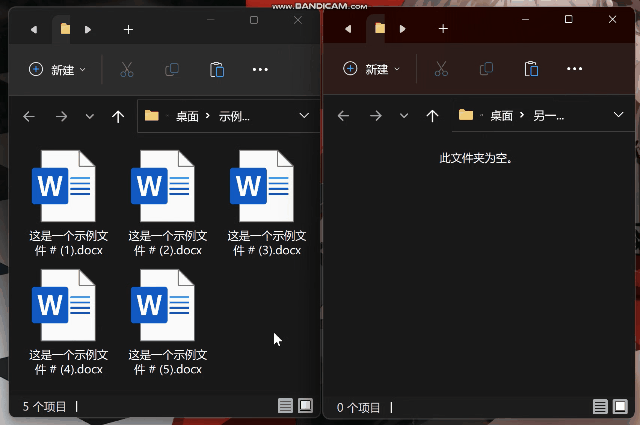 www.BANDICAM.com
新建
桌面 示例...
W
这是一个示例文
件 # (1).docx
W
这是一个示例文
件 # (2).docx
W
这是一个示例文
件 # (3).docx
W
这是一个示例文
件 # (4).docx
W
这是一个示例文
件 # (5).docx
5 个项目
新建
桌面 另一...
此文件夹为空。
0 个项目